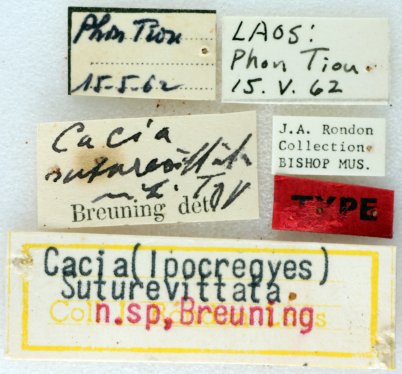 Phon Tiou
15-5-62
LAOS:
Phon Tiou
15. V. 62
Cacia
suturevittata
Typ
Breuning det
J.A. Rondon
Collection
BISHOP MUS.
TYPE
Cacia(Ipocregyes)
Suturevittata
n.sp,Breuning